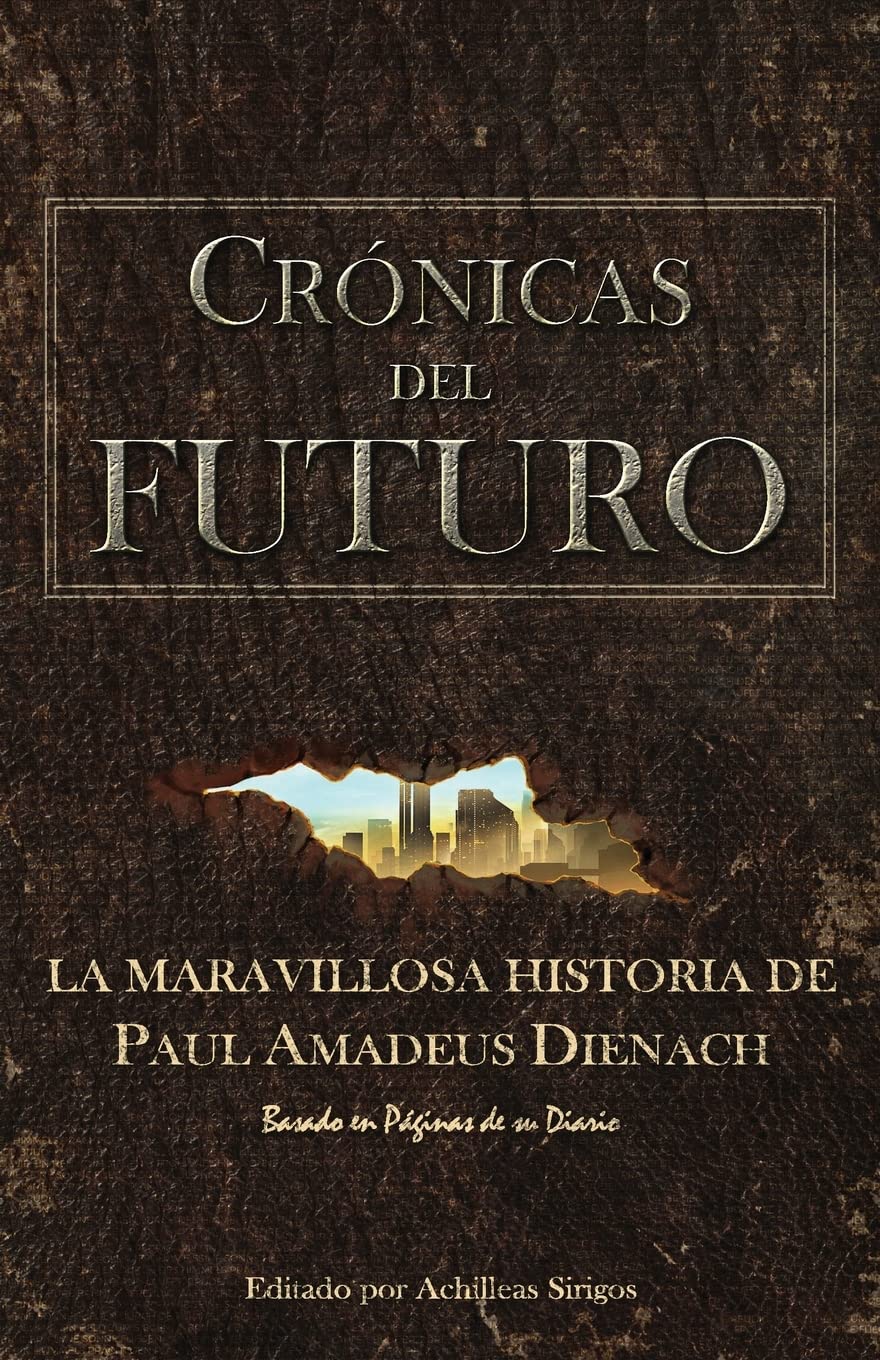 CRÓNICAS
DEL
FUTURO
LA MARAVILLOSA HISTORIA DE
PAUL AMADEUS DIENACH
Basado en Páginas de su Diario
Editado por Achilleas Sirigos